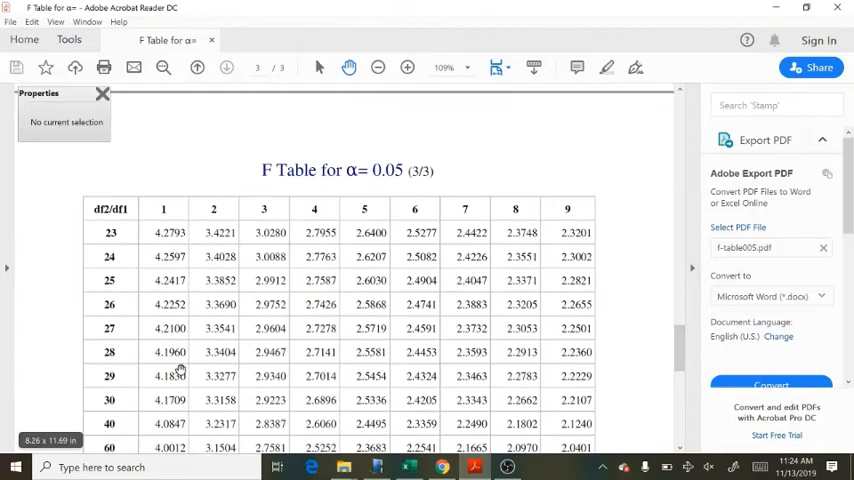 F Table for α= - Adobe Acrobat Reader DC
File Edit View Window Help
Home Tools F Table for α= ×
Sign In
3 / 3 109% Share
Properties
No current selection
Search 'Stamp'
Export PDF
Adobe Export PDF
Convert PDF Files to Word
or Excel Online
Select PDF File
f-table005.pdf
Convert to
Microsoft Word (*.docx)
Document Language:
English (U.S.) Change
Convert
Convert and edit PDFs
with Acrobat Pro DC
Start Free Trial
F Table for α= 0.05 (3/3)
df2/df1 1 2 3 4 5 6 7 8 9
23 4.2793 3.4221 3.0280 2.7955 2.6400 2.5277 2.4422 2.3748 2.3201
24 4.2597 3.4028 3.0088 2.7763 2.6207 2.5082 2.4226 2.3551 2.3002
25 4.2417 3.3852 2.9912 2.7587 2.6030 2.4904 2.4047 2.3371 2.2821
26 4.2252 3.3690 2.9752 2.7426 2.5868 2.4741 2.3883 2.3205 2.2655
27 4.2100 3.3541 2.9604 2.7278 2.5719 2.4591 2.3732 2.3053 2.2501
28 4.1960 3.3404 2.9467 2.7141 2.5581 2.4453 2.3593 2.2913 2.2360
29 4.1830 3.3277 2.9340 2.7014 2.5454 2.4324 2.3463 2.2783 2.2229
30 4.1709 3.3158 2.9223 2.6896 2.5336 2.4205 2.3343 2.2662 2.2107
40 4.0847 3.2317 2.8387 2.6060 2.4495 2.3359 2.2490 2.1802 2.1240
60 4.0012 3.1504 2.7581 2.5252 2.3683 2.2541 2.1665 2.0970 2.0401
8.26 x 11.69 in
Type here to search
11:24 AM
11/13/2019